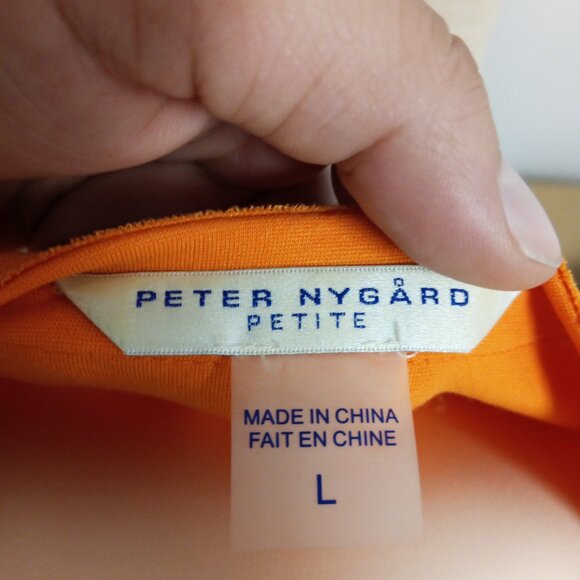 PETER NYGÅRD
PETITE
MADE IN CHINA
FAIT EN CHINE
L